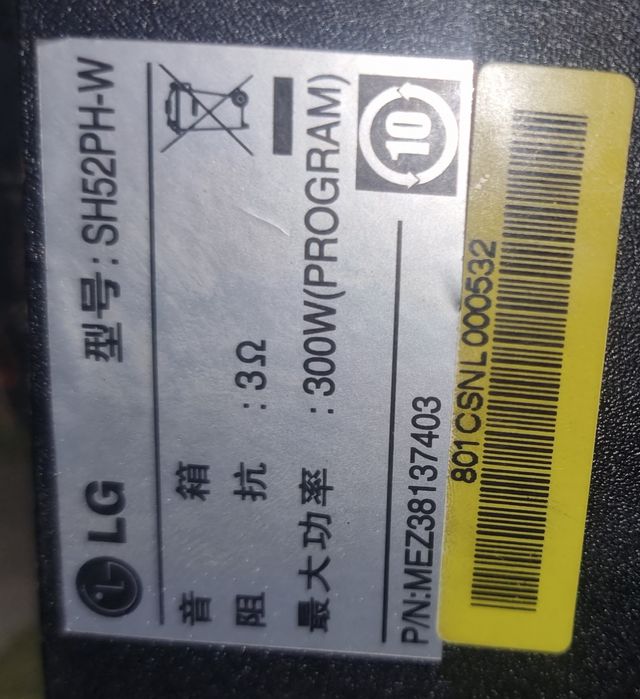 LG 型号: SH52PH-W
音 箱
阻 抗 : 3Ω
最大功率 : 300W(PROGRAM)
10
P/N:MEZ38137403
801CSNL000532